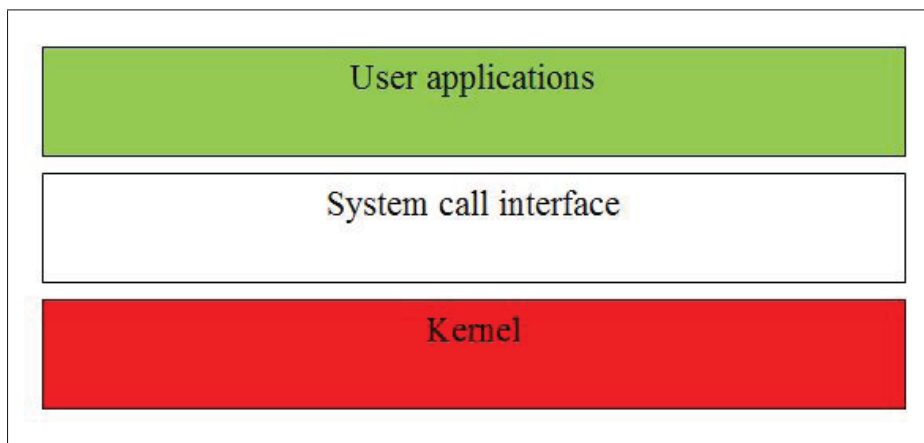 User applications
System call interface
Kernel